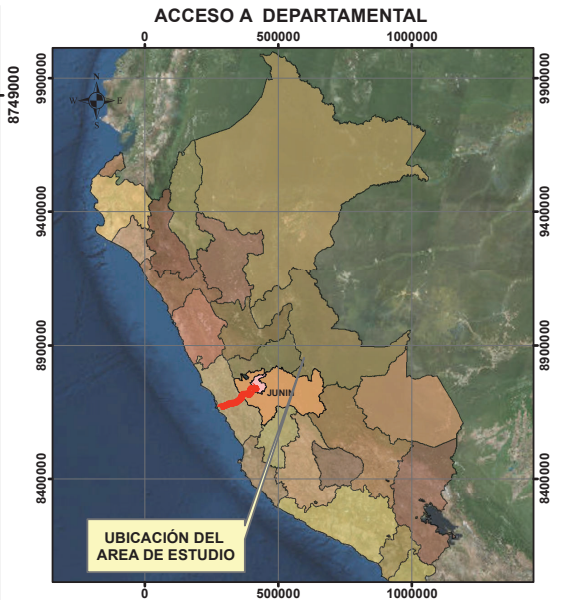 ACCESO A DEPARTAMENTAL
0 500000 1000000
8749000
9900000 9900000
N
W E
S
9400000 9400000
8900000 8900000
JUNIN
8400000 8400000
UBICACIÓN DEL
AREA DE ESTUDIO
0 500000 1000000